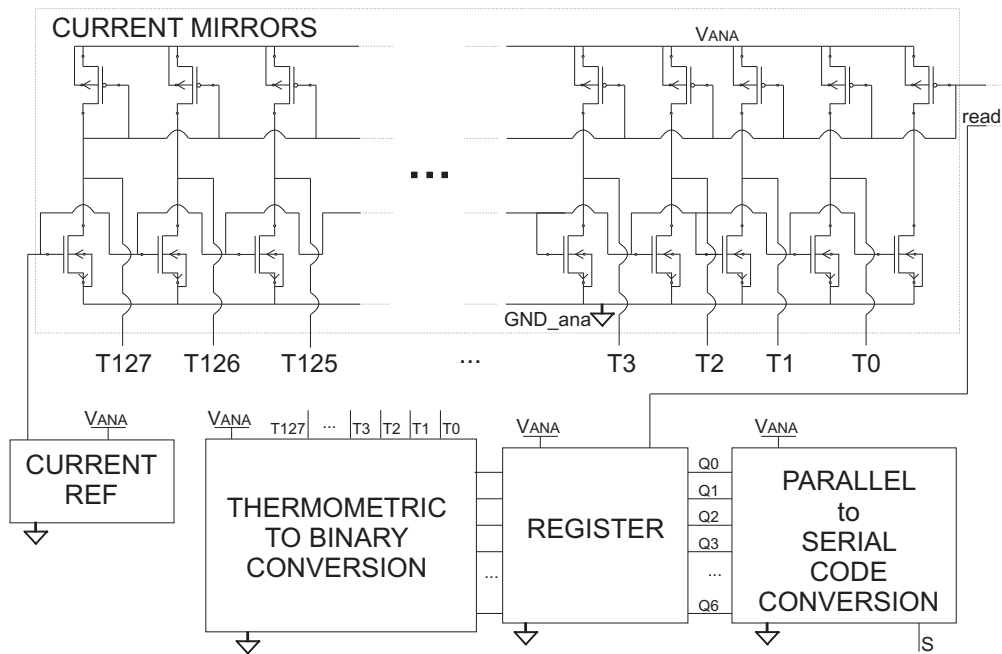 CURRENT MIRRORS
VANA
read
...
GND_ana
T127 T126 T125 ... T3 T2 T1 T0
VANA
CURRENT
REF
VANA
T127 ... T3 T2 T1 T0
THERMOMETRIC
TO BINARY
CONVERSION
...
VANA
REGISTER
Q0
Q1
Q2
Q3
...
Q6
VANA
PARALLEL
to
SERIAL
CODE
CONVERSION
S